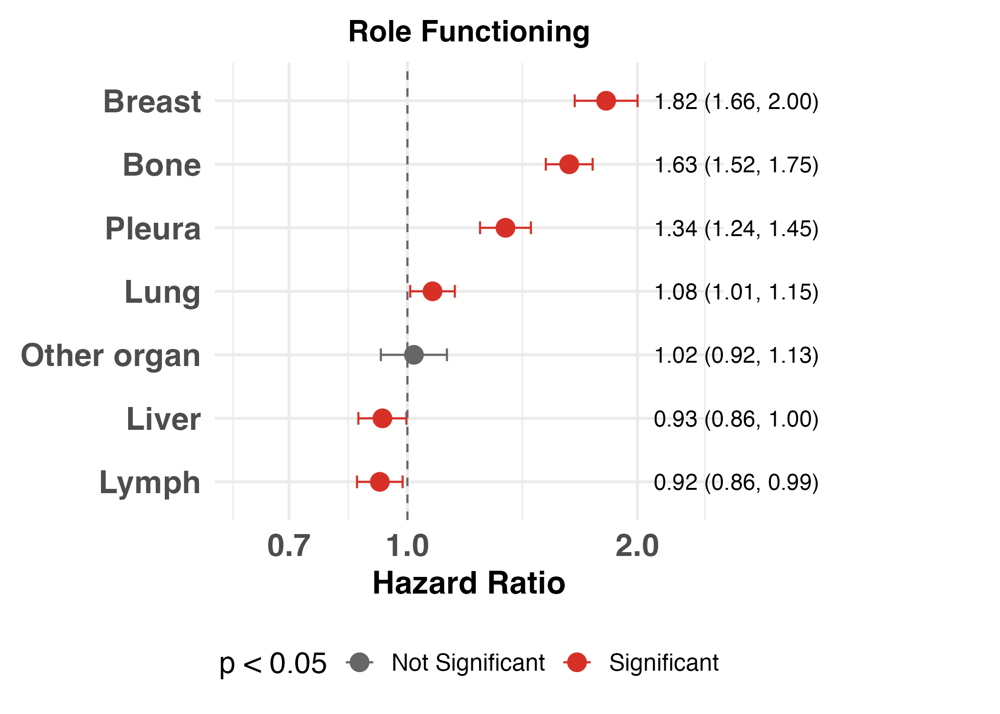 Role Functioning
Breast 1.82 (1.66, 2.00)
Bone 1.63 (1.52, 1.75)
Pleura 1.34 (1.24, 1.45)
Lung 1.08 (1.01, 1.15)
Other organ 1.02 (0.92, 1.13)
Liver 0.93 (0.86, 1.00)
Lymph 0.92 (0.86, 0.99)
0.7 1.0 2.0
Hazard Ratio
p < 0.05 Not Significant Significant